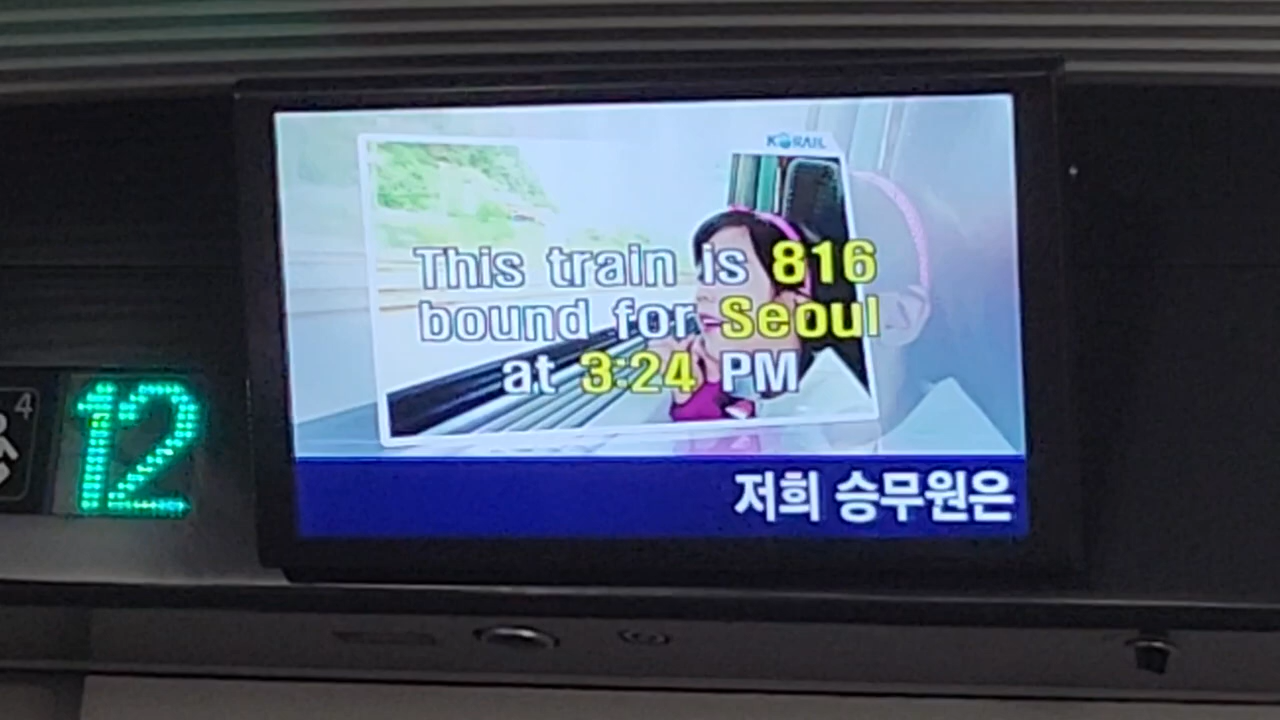 KORAIL
This train is 816
bound for Seoul
at 3:24 PM
4
12
저희 승무원은